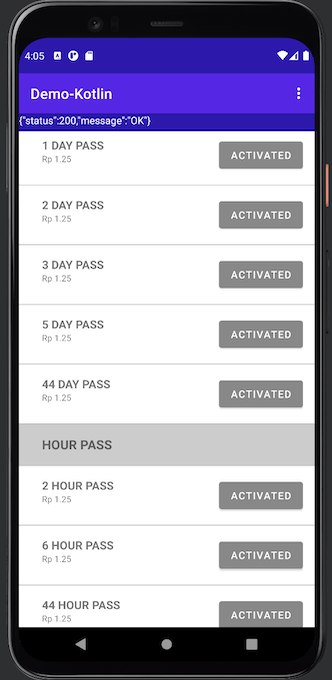 4:05
Demo-Kotlin
{"status":200,"message":"OK"}
1 DAY PASS
Rp 1.25
ACTIVATED
2 DAY PASS
Rp 1.25
ACTIVATED
3 DAY PASS
Rp 1.25
ACTIVATED
5 DAY PASS
Rp 1.25
ACTIVATED
44 DAY PASS
Rp 1.25
ACTIVATED
HOUR PASS
2 HOUR PASS
Rp 1.25
ACTIVATED
6 HOUR PASS
Rp 1.25
ACTIVATED
44 HOUR PASS
Rp 1.25
ACTIVATED